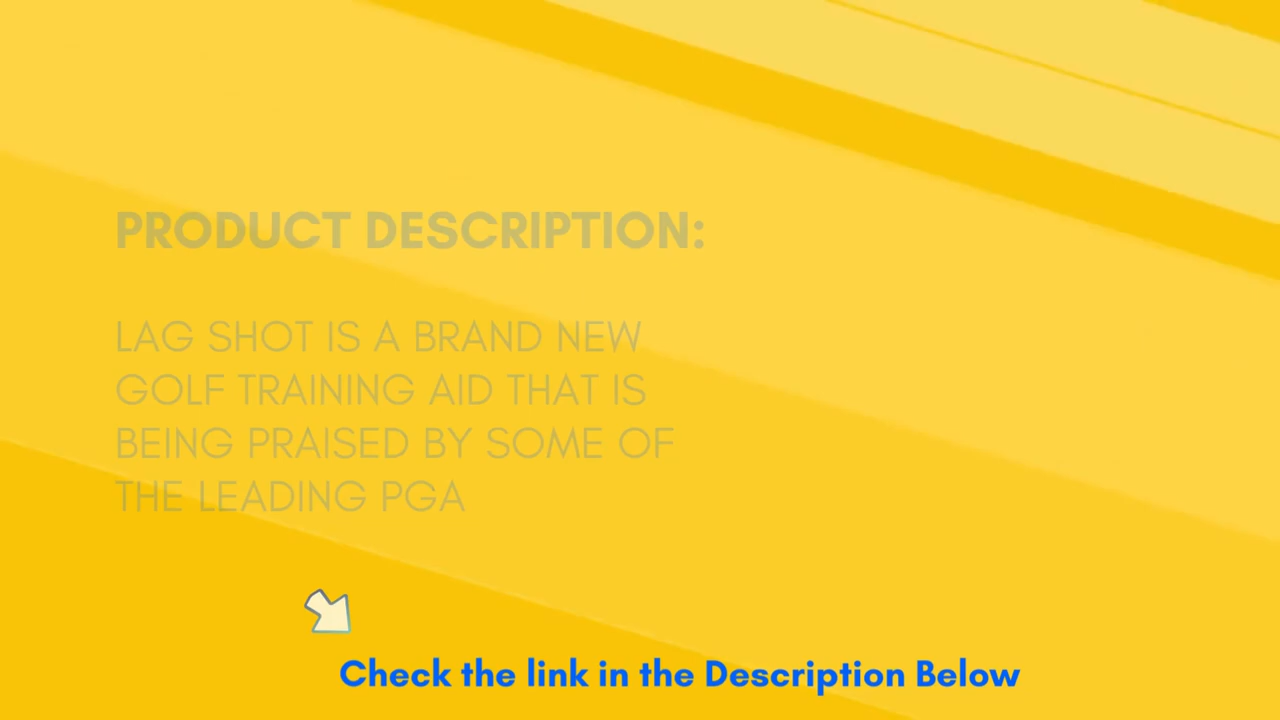 PRODUCT DESCRIPTION:
LAG SHOT IS A BRAND NEW
GOLF TRAINING AID THAT IS
BEING PRAISED BY SOME OF
THE LEADING PGA
Check the link in the Description Below